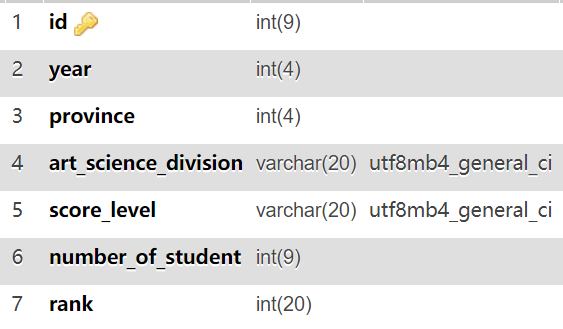 1 id int(9)
2 year int(4)
3 province int(4)
4 art_science_division varchar(20) utf8mb4_general_ci
5 score_level varchar(20) utf8mb4_general_ci
6 number_of_student int(9)
7 rank int(20)